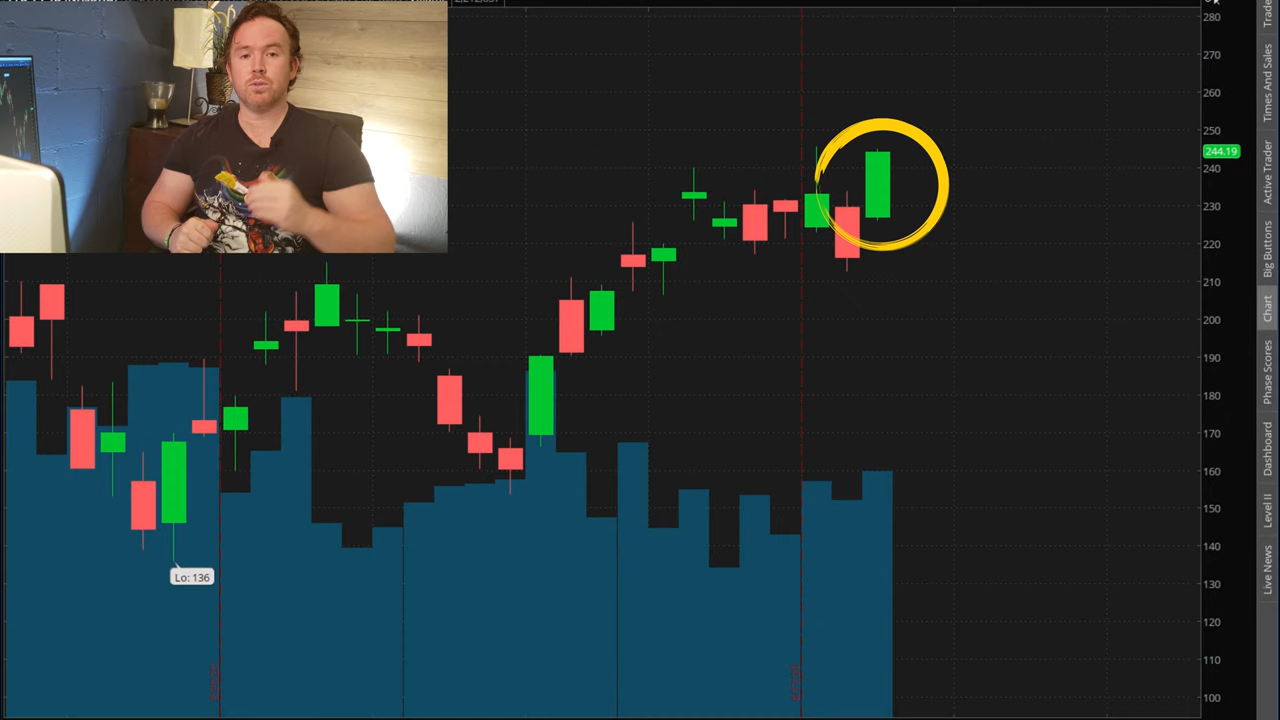 280
270
260
250
244.19
240
230
220
210
200
190
180
170
160
150
140
130
120
110
100
Lo: 136
Trade
Times And Sales
Active Trader
Big Buttons
Chart
Phase Scores
Dashboard
Level II
Live News